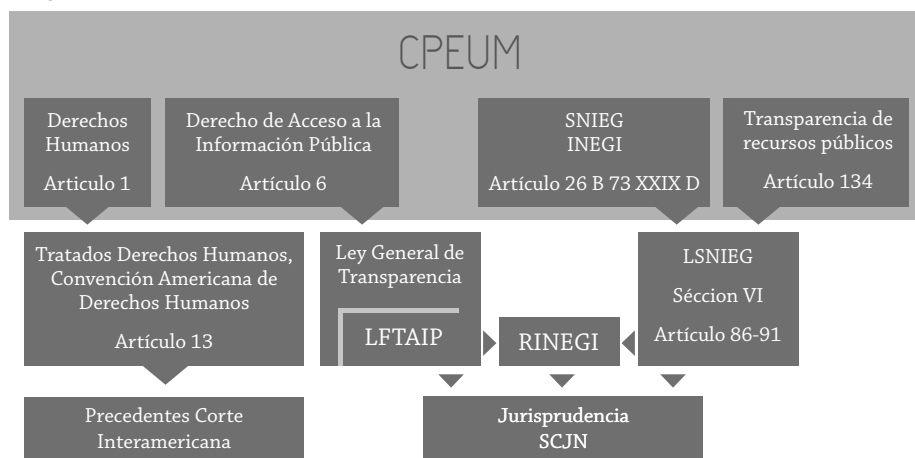 CPEUM
Derechos
Humanos
Articulo 1
Derecho de Acceso a la
Información Pública
Artículo 6
SNIEG
INEGI
Artículo 26 B 73 XXIX D
Transparencia de
recursos públicos
Artículo 134
Tratados Derechos Humanos,
Convención Americana de
Derechos Humanos
Artículo 13
Ley General de
Transparencia
LFTAIP
RINEGI
LSNIEG
Séccion VI
Artículo 86-91
Precedentes Corte
Interamericana
Jurisprudencia
SCJN